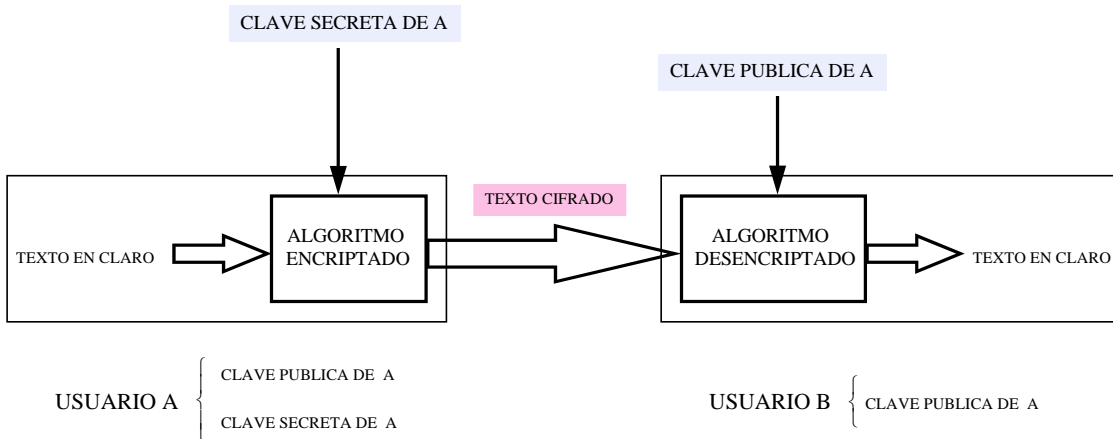 CLAVE SECRETA DE A
CLAVE PUBLICA DE A
TEXTO CIFRADO
TEXTO EN CLARO
ALGORITMO
ENCRIPTADO
ALGORITMO
DESENCRIPTADO
TEXTO EN CLARO
USUARIO A
CLAVE PUBLICA DE A
CLAVE SECRETA DE A
USUARIO B
CLAVE PUBLICA DE A